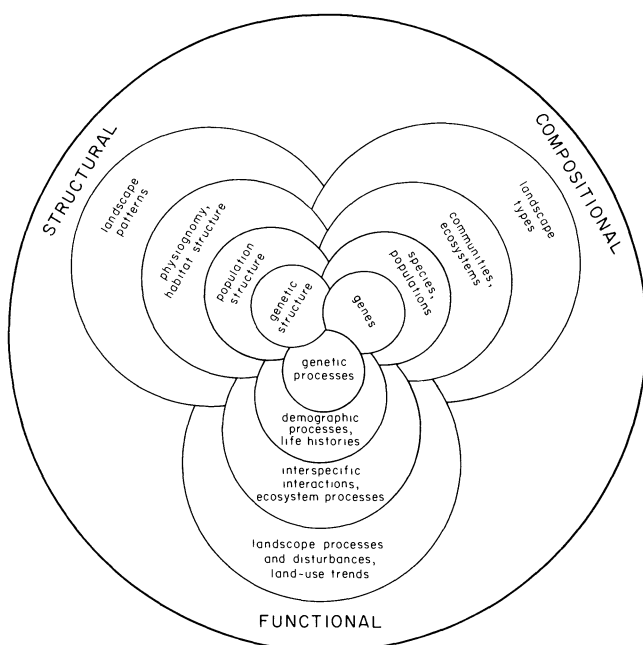 STRUCTURAL
landscape
patterns
physiognomy,
habitat structure
population
structure
genetic
structure
COMPOSITIONAL
landscape
types
communities,
ecosystems
species,
populations
genes
genetic
processes
demographic
processes,
life histories
interspecific
interactions,
ecosystem processes
landscape processes
and disturbances,
land-use trends
FUNCTIONAL